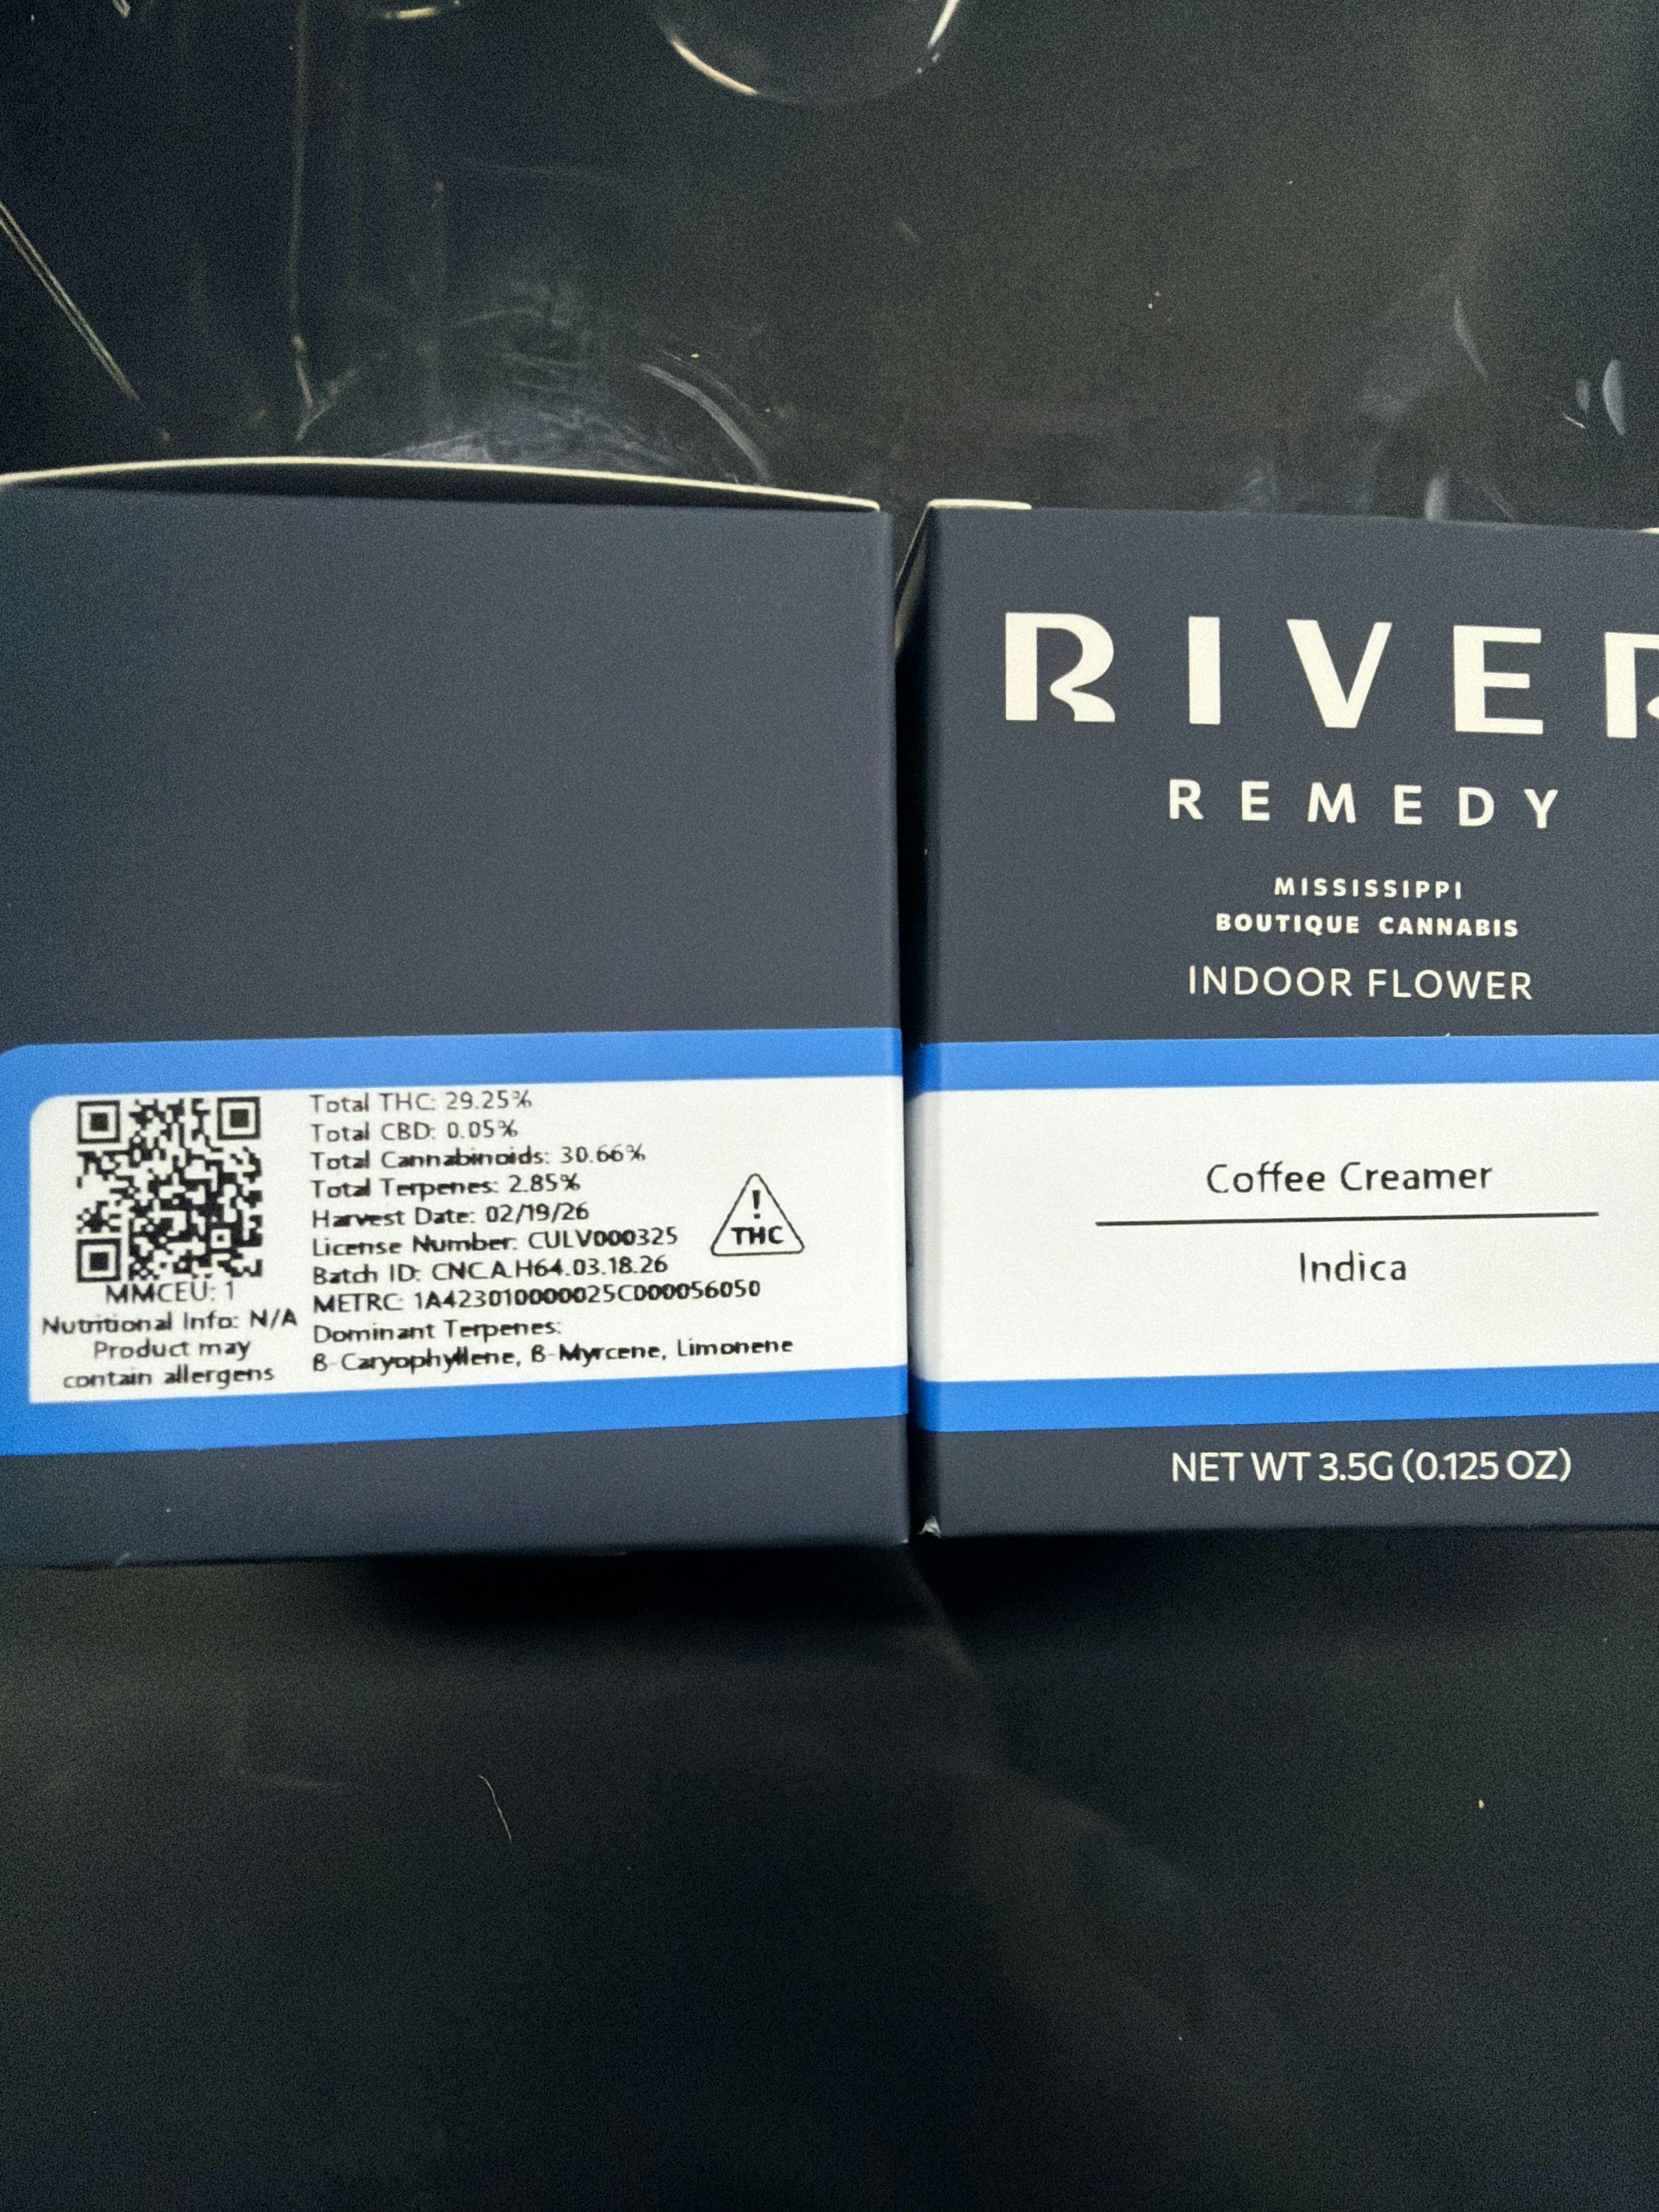 Total THC: 29.25%
Total CBD: 0.05%
Total Cannabinoids: 30.66%
Total Terpenes: 2.85%
Harvest Date: 02/19/26
License Number: CULV000325
Batch ID: CNC.A.H64.03.18.26
METRC: 1A423010000025C000056050
Dominant Terpenes:
B-Caryophyllene, B-Myrcene, Limonene
MMCEU: 1
Nutritional Info: N/A
Product may
contain allergens
!
THC
RIVER
REMEDY
MISSISSIPPI
BOUTIQUE CANNABIS
INDOOR FLOWER
Coffee Creamer
Indica
NET WT 3.5G (0.125 OZ)